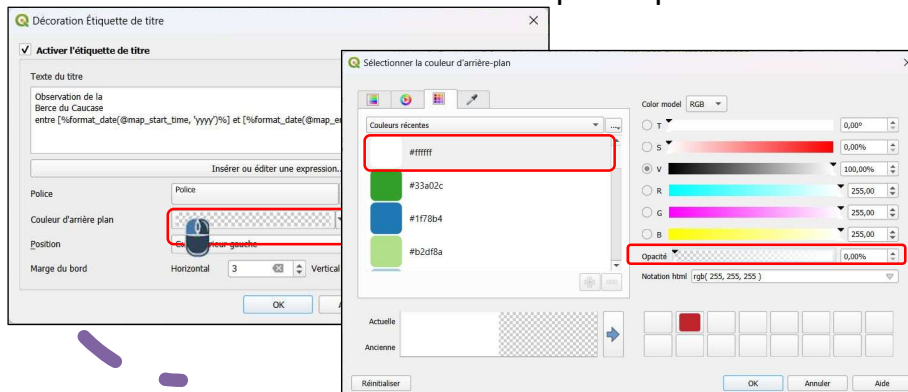 Décoration Étiquette de titre
Activer l'étiquette de titre
Texte du titre
Observation de la
Berce du Caucase
entre [%format_date(@map_start_time, 'yyyy')%] et [%format_date(@map_e
Insérer ou éditer une expression..
Police
Police
Couleur d'arrière plan
Position
gauche
Marge du bord
Horizontal
3
Vertical
OK
Sélectionner la couleur d'arrière-plan
Couleurs récentes
...
#ffffff
#33a02c
#1f78b4
#b2df8a
Actuelle
Ancienne
Réinitialiser
Color model
RGB
T
0,00°
S
0,00%
V
100,00%
R
255,00
G
255,00
B
255,00
Opacité
0,00%
Notation html
rgb( 255, 255, 255 )
OK
Annuler
Aide